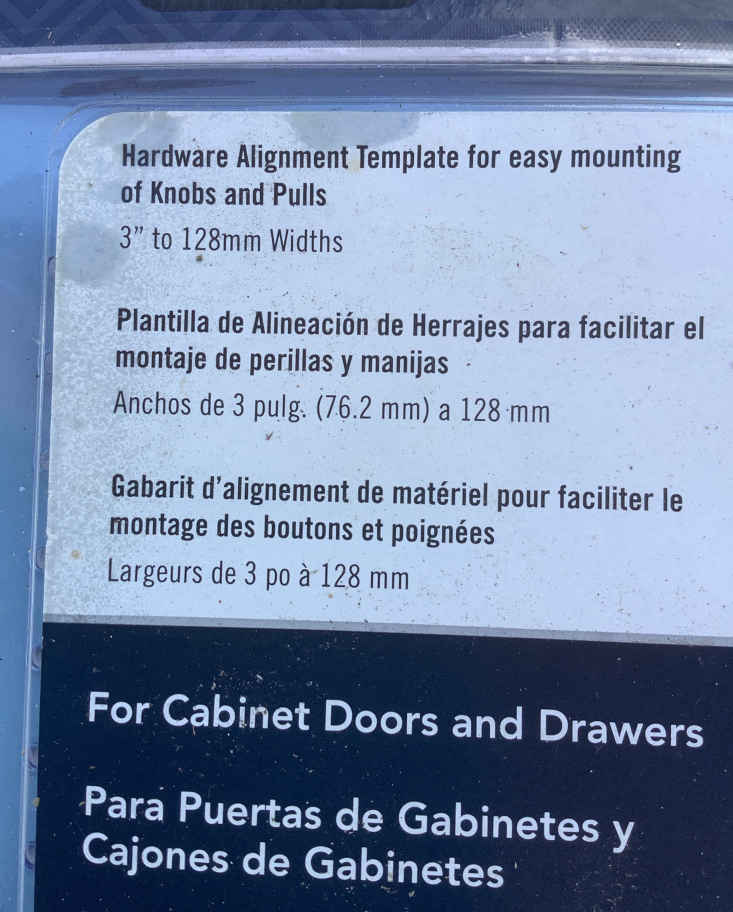 Hardware Alignment Template for easy mounting
of Knobs and Pulls
3” to 128mm Widths
Plantilla de Alineación de Herrajes para facilitar el
montaje de perillas y manijas
Anchos de 3 pulg. (76.2 mm) a 128 mm
Gabarit d’alignement de matériel pour faciliter le
montage des boutons et poignées
Largeurs de 3 po à 128 mm
For Cabinet Doors and Drawers
Para Puertas de Gabinetes y
Cajones de Gabinetes